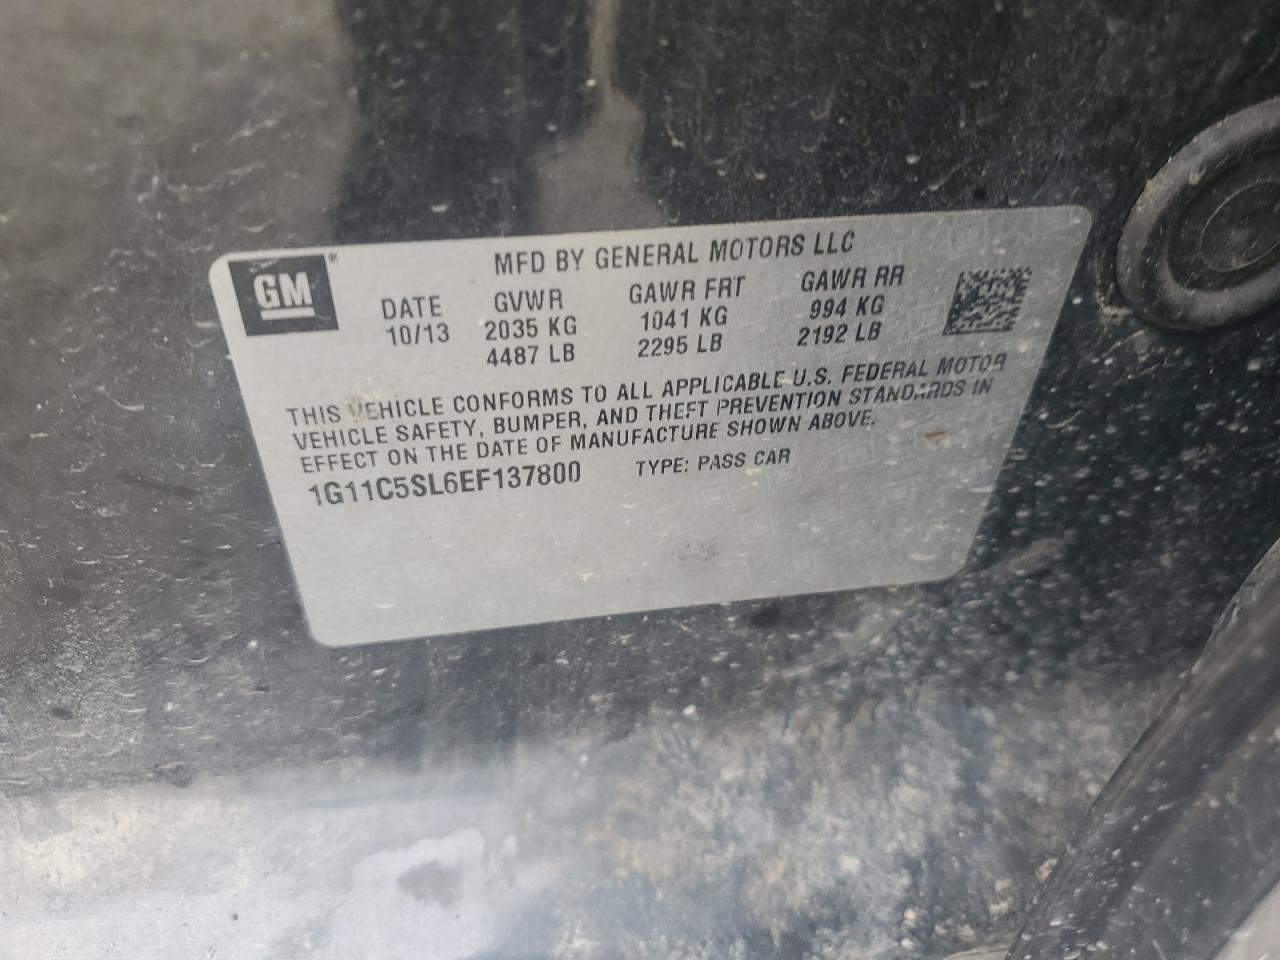 GM®
MFD BY GENERAL MOTORS LLC
DATE GVWR GAWR FRT GAWR RR
10/13 2035 KG 1041 KG 994 KG
4487 LB 2295 LB 2192 LB
THIS VEHICLE CONFORMS TO ALL APPLICABLE U.S. FEDERAL MOTOR
VEHICLE SAFETY, BUMPER, AND THEFT PREVENTION STANDARDS IN
EFFECT ON THE DATE OF MANUFACTURE SHOWN ABOVE.
1G11C5SL6EF137800 TYPE: PASS CAR